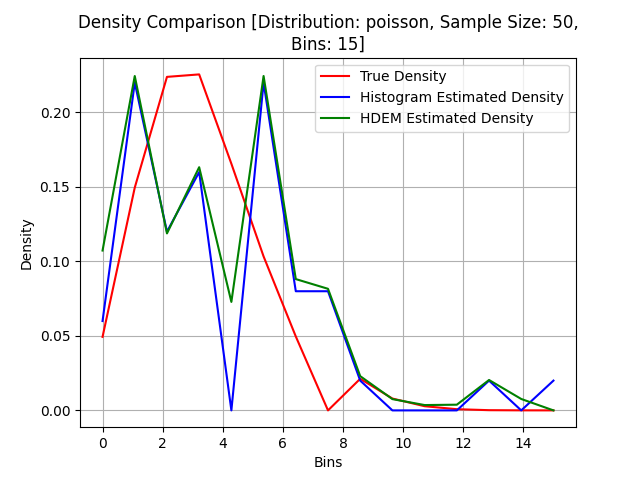 Density Comparison [Distribution: poisson, Sample Size: 50,
Bins: 15]
True Density
Histogram Estimated Density
HDEM Estimated Density
Density
0.20
0.15
0.10
0.05
0.00
0 2 4 6 8 10 12 14
Bins